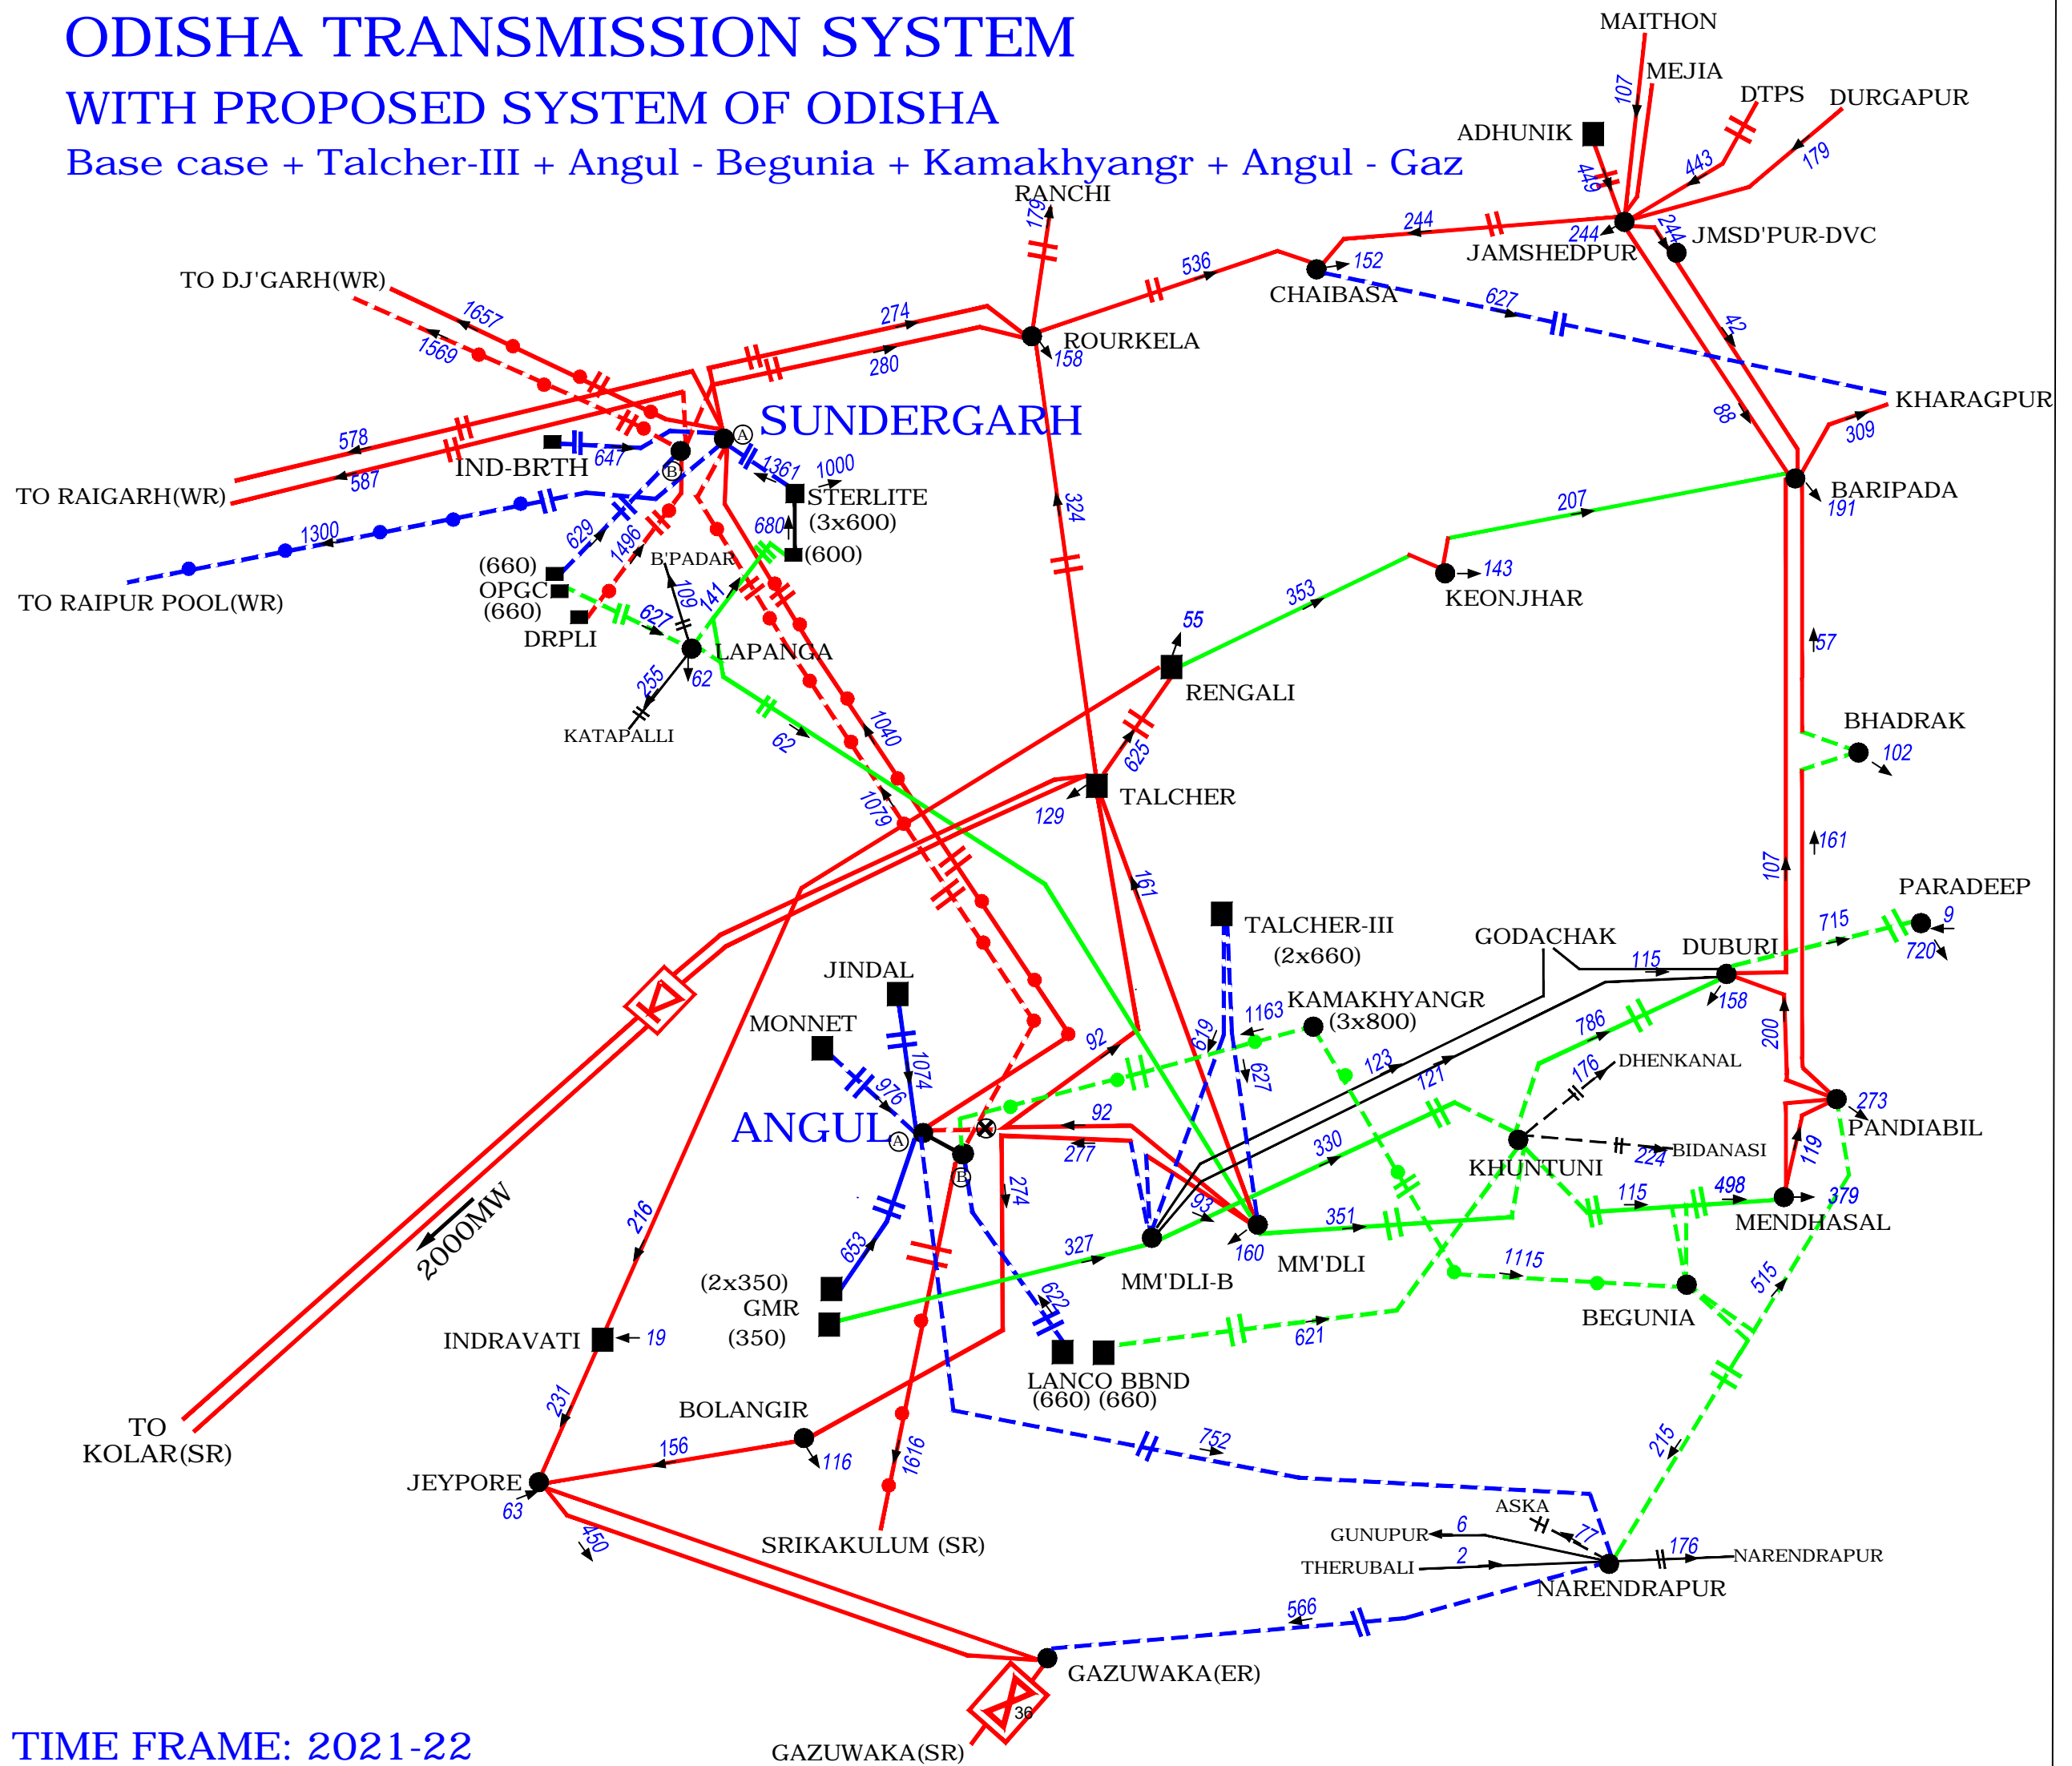 ODISHA TRANSMISSION SYSTEM
WITH PROPOSED SYSTEM OF ODISHA
Base case + Talcher-III + Angul - Begunia + Kamakhyangr + Angul - Gaz
MAITHON
MEJIA
107
DTPS
DURGAPUR
ADHUNIK
449
443
179
RANCHI
179
244
244
244
JMSD'PUR-DVC
JAMSHEDPUR
536
152
CHAIBASA
627
TO DJ'GARH(WR)
1657
1569
274
280
ROURKELA
158
42
88
KHARAGPUR
309
SUNDERGARH
A
B
578
587
IND-BRTH
647
1361
1000
TO RAIGARH(WR)
STERLITE
(3x600)
680
(600)
BARIPADA
191
207
324
1300
629
1496
TO RAIPUR POOL(WR)
(660)
OPGC
(660)
B'PADAR
109
141
627
DRPLI
LAPANGA
62
255
KATAPALLI
62
143
KEONJHAR
353
55
RENGALI
57
1040
1079
625
TALCHER
129
BHADRAK
102
161
161
107
PARADEEP
715
9
720
TALCHER-III
(2x660)
GODACHAK
115
DUBURI
158
JINDAL
MONNET
1074
976
KAMAKHYANGR
(3x800)
1163
619
627
92
123
121
786
176
DHENKANAL
200
ANGUL
A
B
92
277
330
KHUNTUNI
224
BIDANASI
273
PANDIABIL
119
274
93
351
115
498
379
MENDHASAL
2000MW
216
653
327
160
MM'DLI
MM'DLI-B
1115
515
BEGUNIA
(2x350)
GMR
(350)
622
621
INDRAVATI
19
LANCO BBND
(660) (660)
231
BOLANGIR
TO
KOLAR(SR)
156
116
1616
752
215
JEYPORE
63
450
SRIKAKULUM (SR)
ASKA
GUNUPUR
6
77
THERUBALI
2
176
NARENDRAPUR
NARENDRAPUR
566
GAZUWAKA(ER)
36
GAZUWAKA(SR)
TIME FRAME: 2021-22